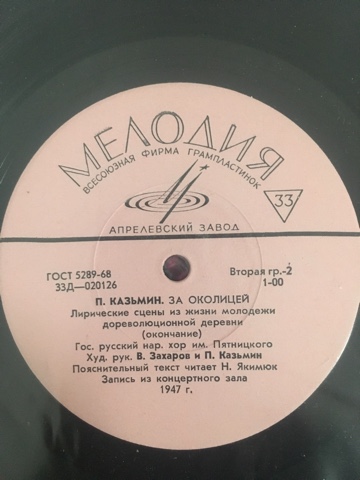 МЕЛОДИЯ
ВСЕСОЮЗНАЯ ФИРМА ГРАМПЛАСТИНОК
33
АПРЕЛЕВСКИЙ ЗАВОД
ГОСТ 5289-68
33Д—020126
Вторая гр.-2
1-00
П. КАЗЬМИН. ЗА ОКОЛИЦЕЙ
Лирические сцены из жизни молодежи
дореволюционной деревни
(окончание)
Гос. русский нар. хор им. Пятницкого
Худ. рук. В. Захаров и П. Казьмин
Пояснительный текст читает Н. Якимюк
Запись из концертного зала
1947 г.